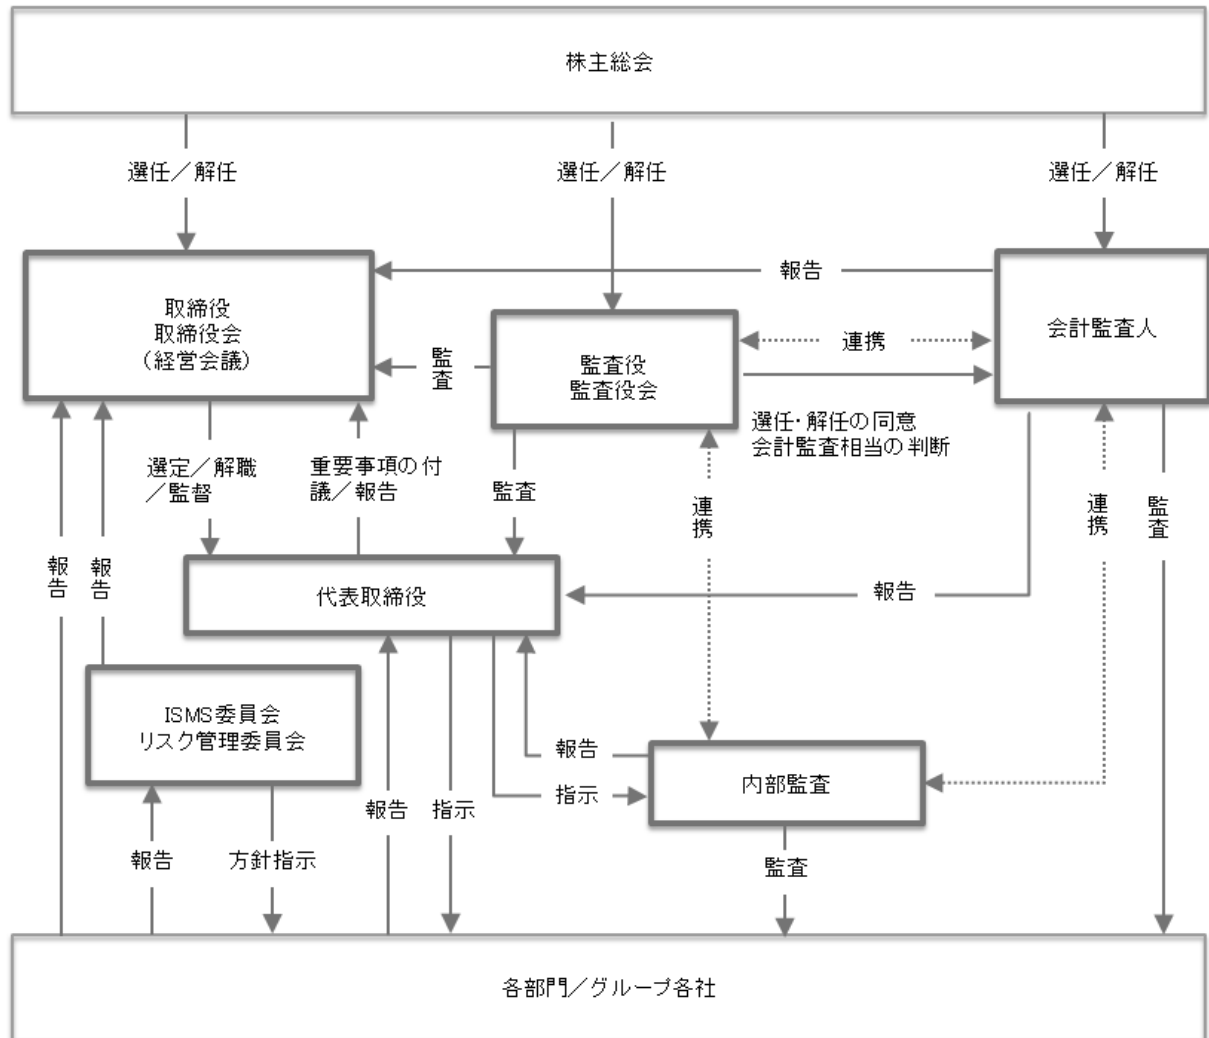 株主総会
選任／解任
選任／解任
選任／解任
報告
取締役
取締役会
（経営会議）
会計監査人
連携
監査
監査役
監査役会
選任・解任の同意
会計監査相当の判断
選定／解職
／監督
重要事項の付
議／報告
監査
連携
連携
監査
報告
報告
代表取締役
報告
ISMS委員会
リスク管理委員会
報告
指示
内部監査
報告
指示
報告
方針指示
監査
各部門／グループ各社